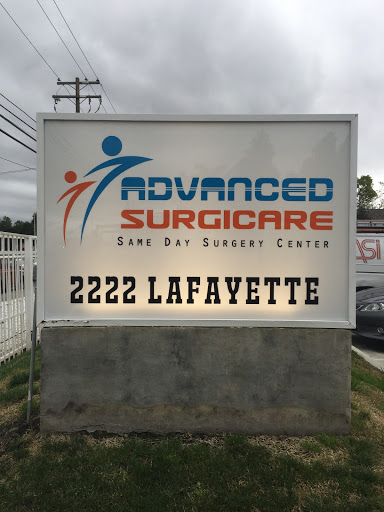 ADVANCED
SURGICARE
SAME DAY SURGERY CENTER
2222 LAFAYETTE